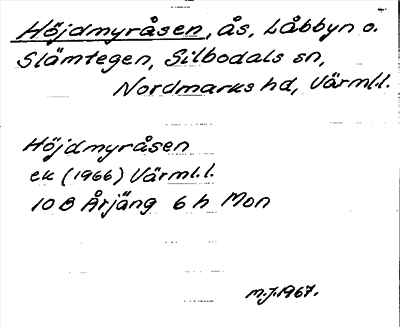 Höjdmyråsen, ås, Låbbyn o.
Slämtegen, Silbodals sn,
Nordmarks hd, Värml.l.
Höjdmyråsen
ek (1966) Värml.l.
10 B Årjäng 6 h Mon
M.J. 1967.